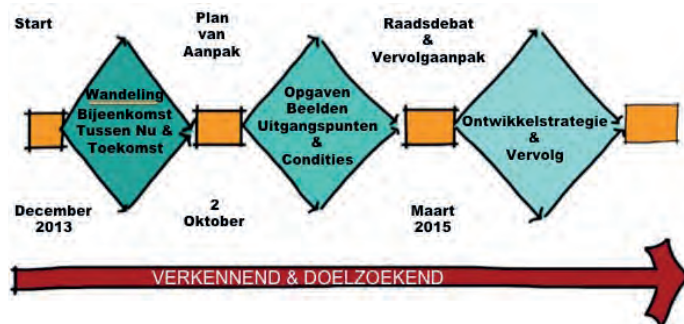 Start
Plan
van
Aanpak
Raadsdebat
&
Vervolgaanpak
Wandeling
Bijeenkomst
Tussen Nu &
Toekomst
Opgaven
Beelden
Uitgangspunten
&
Condities
Ontwikkelstrategie
&
Vervolg
December
2013
2
Oktober
Maart
2015
VERKENNEND & DOELZOEKEND